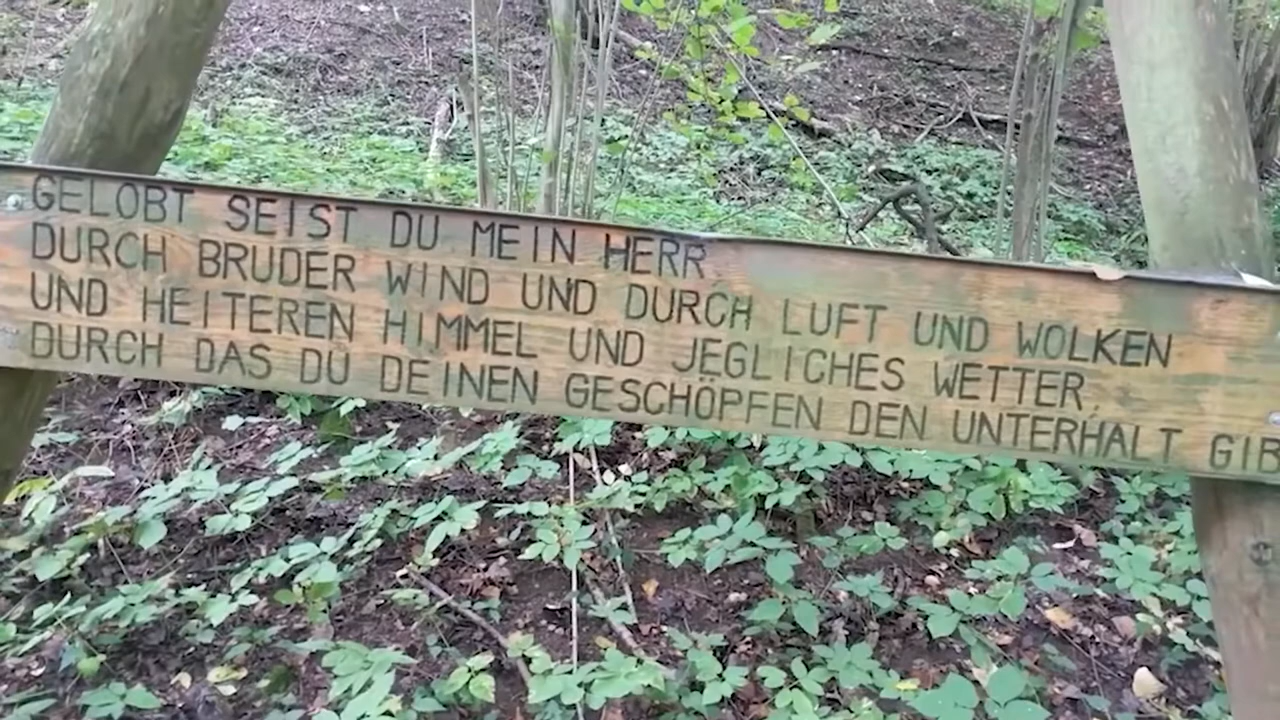 GELOBT SEIST DU MEIN HERR
DURCH BRUDER WIND UND DURCH LUFT UND WOLKEN
UND HEITEREN HIMMEL UND JEGLICHES WETTER,
DURCH DAS DU DEINEN GESCHÖPFEN DEN UNTERHALT GIB